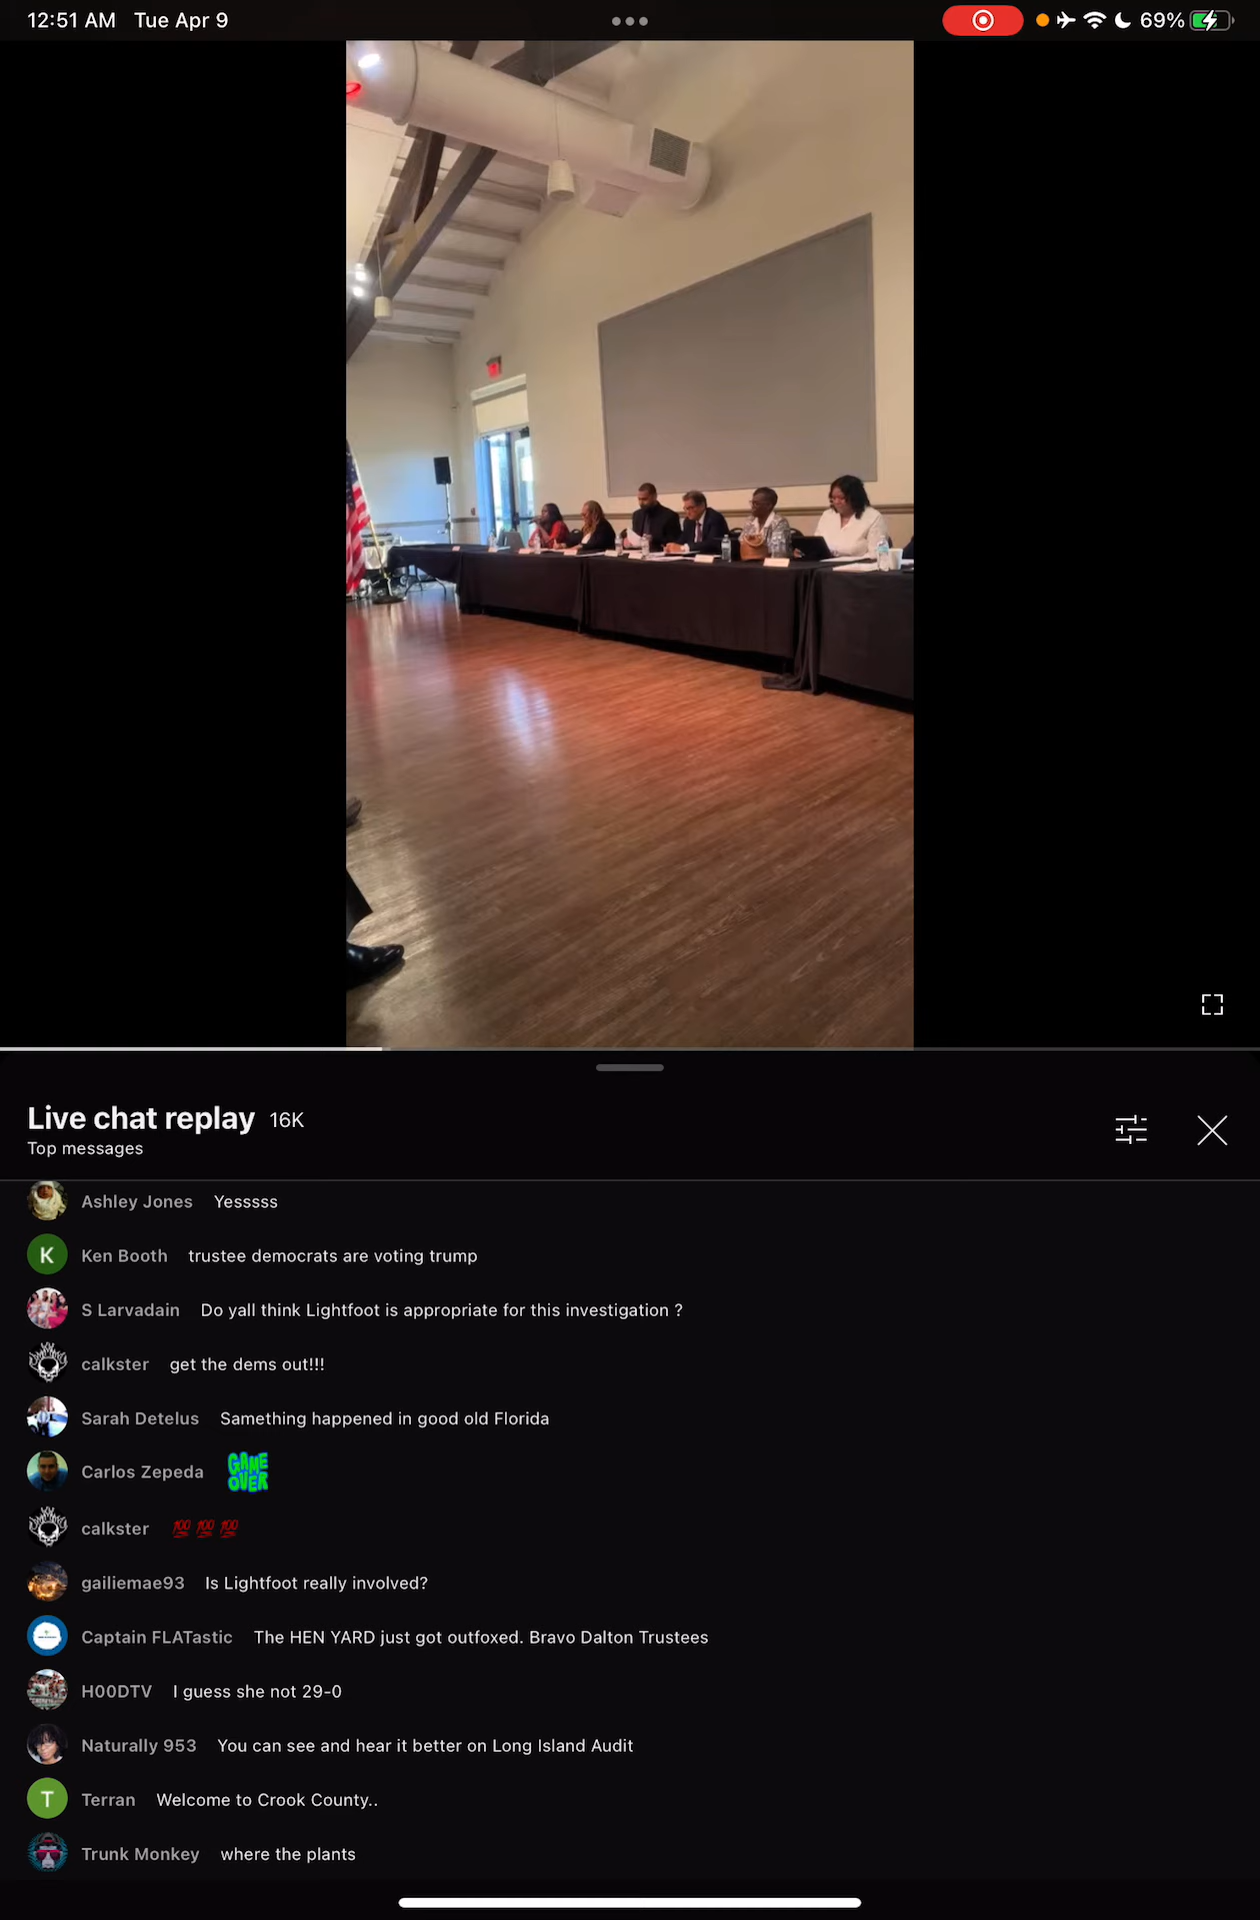 12:51 AM Tue Apr 9
69%
Live chat replay 16K
Top messages
Ashley Jones Yesssss
K Ken Booth trustee democrats are voting trump
S Larvadain Do yall think Lightfoot is appropriate for this investigation ?
calkster get the dems out!!!
Sarah Detelus Samething happened in good old Florida
Carlos Zepeda GAME OVER
calkster 💯 💯 💯
gailiemae93 Is Lightfoot really involved?
Captain FLATastic The HEN YARD just got outfoxed. Bravo Dalton Trustees
H00DTV I guess she not 29-0
Naturally 953 You can see and hear it better on Long Island Audit
T Terran Welcome to Crook County..
Trunk Monkey where the plants